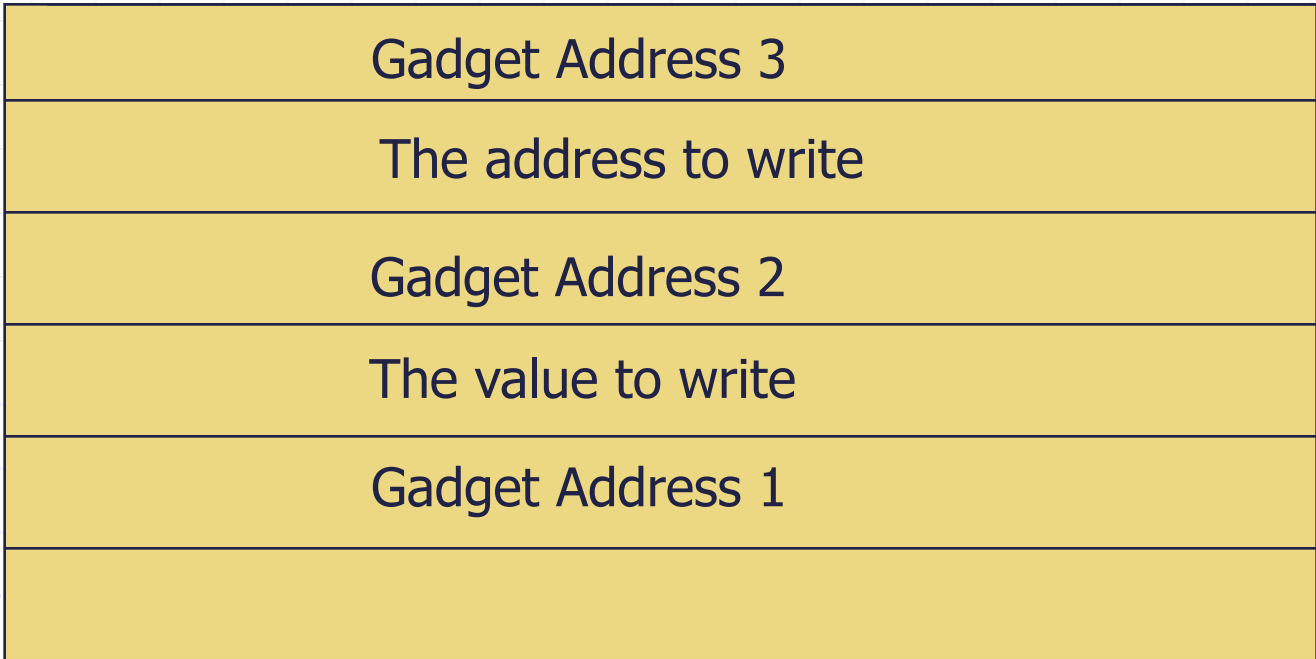 Gadget Address 3
The address to write
Gadget Address 2
The value to write
Gadget Address 1